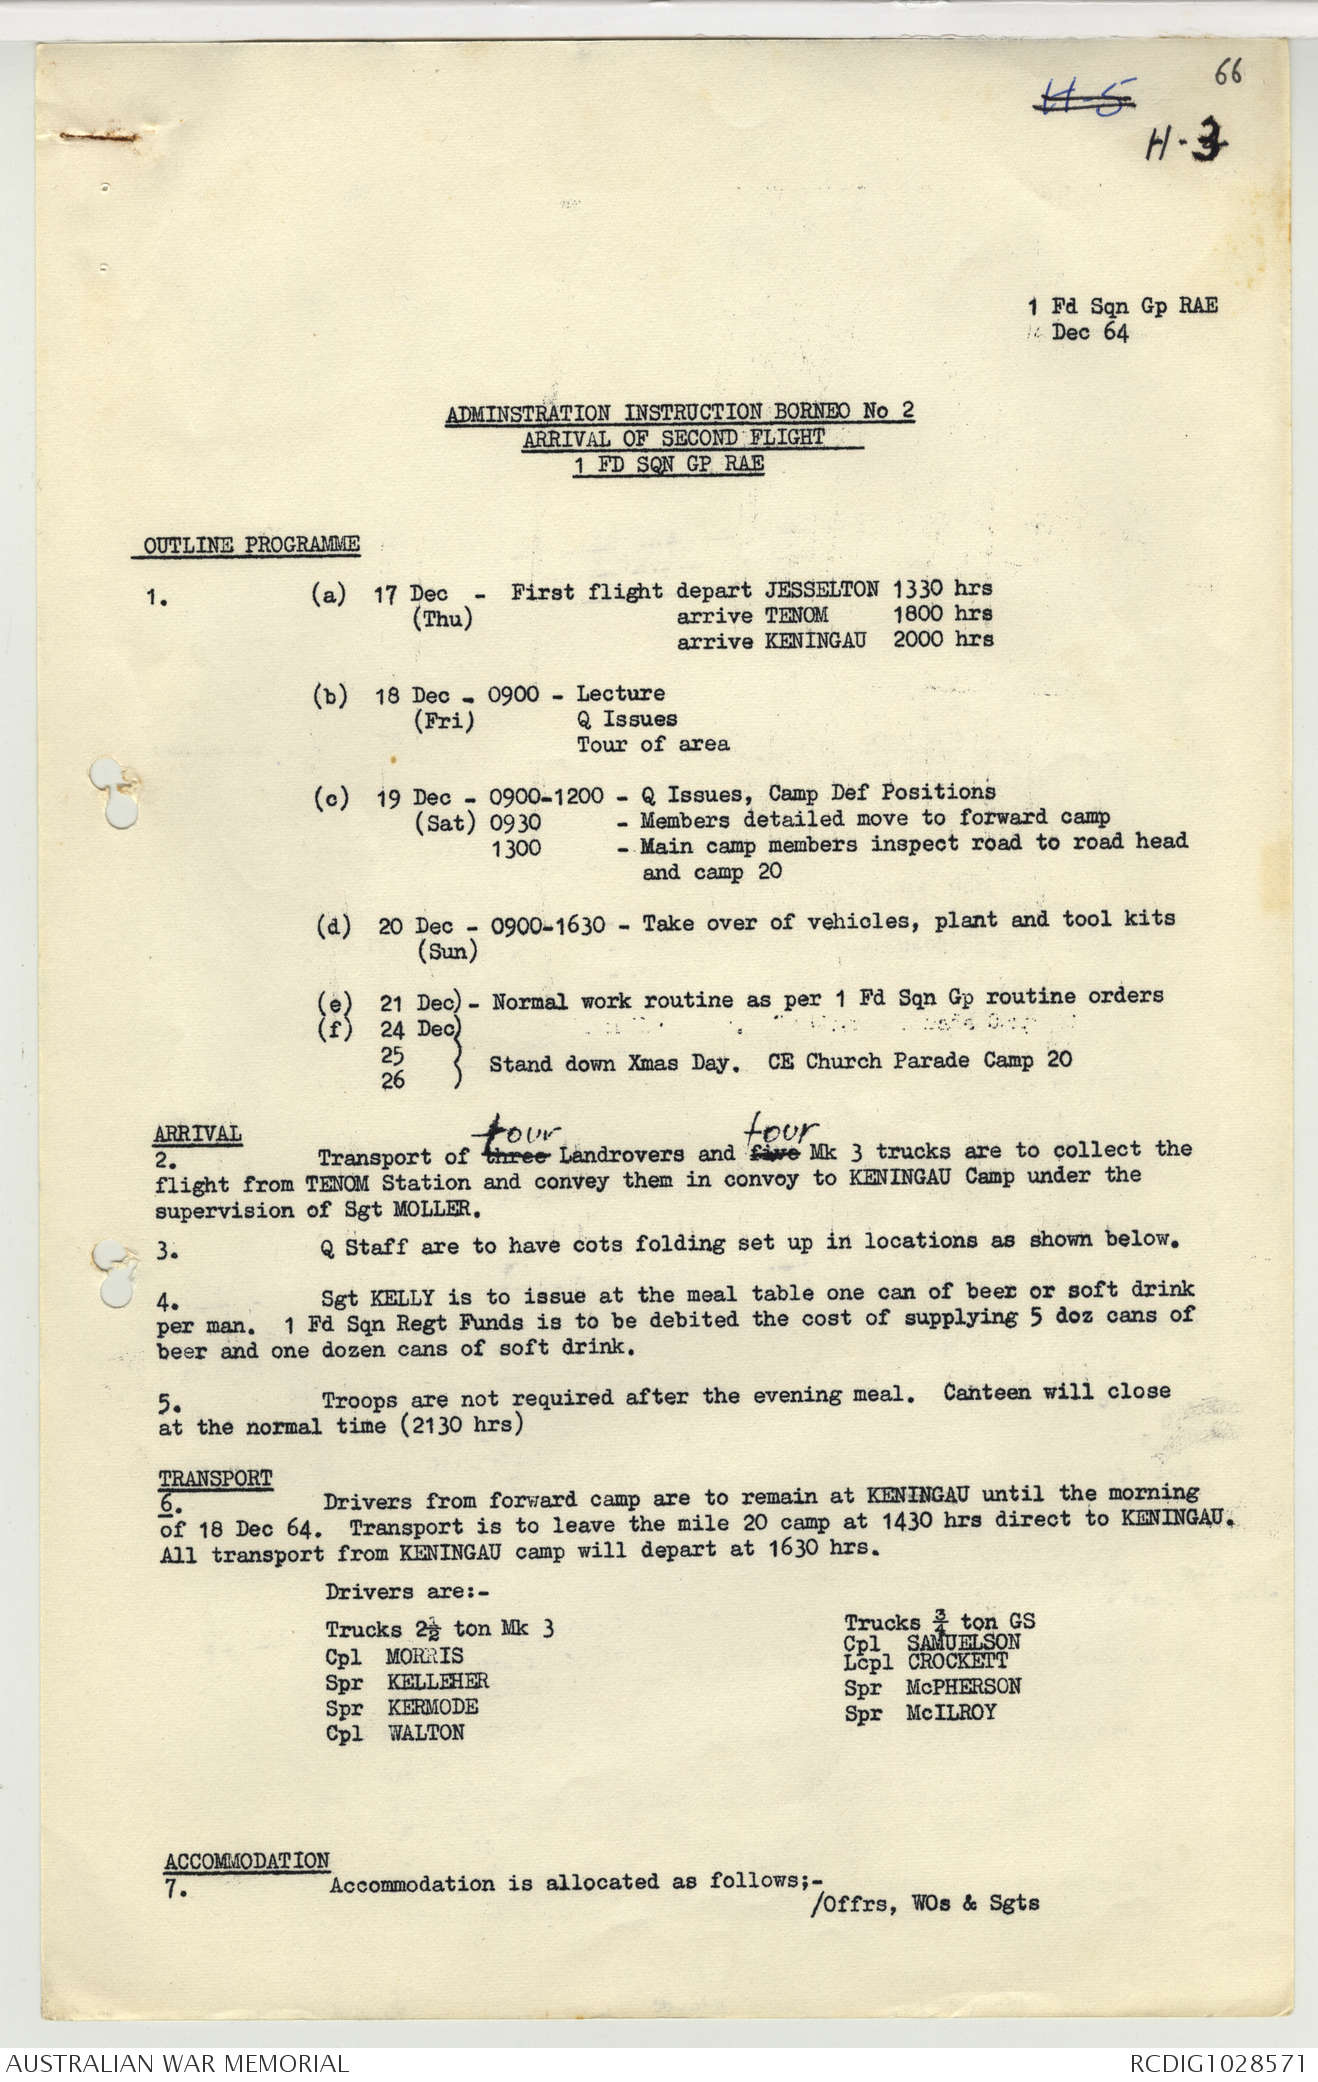 66
H-5
H-3
1 Fd Sqn Gp RAE
Dec 64
ADMINSTRATION INSTRUCTION BORNEO No 2
ARRIVAL OF SECOND FLIGHT
1 FD SQN GP RAE
OUTLINE PROGRAMME
1. (a) 17 Dec - First flight depart JESSELTON 1330 hrs
(Thu) arrive TENOM 1800 hrs
arrive KENINGAU 2000 hrs
(b) 18 Dec - 0900 - Lecture
(Fri) Q Issues
Tour of area
(c) 19 Dec - 0900-1200 - Q Issues, Camp Def Positions
(Sat) 0930 - Members detailed move to forward camp
1300 - Main camp members inspect road to road head
and camp 20
(d) 20 Dec - 0900-1630 - Take over of vehicles, plant and tool kits
(Sun)
(e) 21 Dec) - Normal work routine as per 1 Fd Sqn Gp routine orders
(f) 24 Dec)
25
26 ) Stand down Xmas Day. CE Church Parade Camp 20
ARRIVAL
four four
2. Transport of three Landrovers and five Mk 3 trucks are to collect the
flight from TENOM Station and convey them in convoy to KENINGAU Camp under the
supervision of Sgt MOLLER.
3. Q Staff are to have cots folding set up in locations as shown below.
4. Sgt KELLY is to issue at the meal table one can of beer or soft drink
per man. 1 Fd Sqn Regt Funds is to be debited the cost of supplying 5 doz cans of
beer and one dozen cans of soft drink.
5. Troops are not required after the evening meal. Canteen will close
at the normal time (2130 hrs)
TRANSPORT
6. Drivers from forward camp are to remain at KENINGAU until the morning
of 18 Dec 64. Transport is to leave the mile 20 camp at 1430 hrs direct to KENINGAU.
All transport from KENINGAU camp will depart at 1630 hrs.
Drivers are:-
Trucks 2½ ton Mk 3 Trucks ¾ ton GS
Cpl MORRIS Cpl SAMUELSON
Spr KELLEHER Lcpl CROCKETT
Spr KERMODE Spr McPHERSON
Cpl WALTON Spr McILROY
ACCOMMODATION
7. Accommodation is allocated as follows;-
/Offrs, WOs & Sgts
AUSTRALIAN WAR MEMORIAL RCDIG1028571